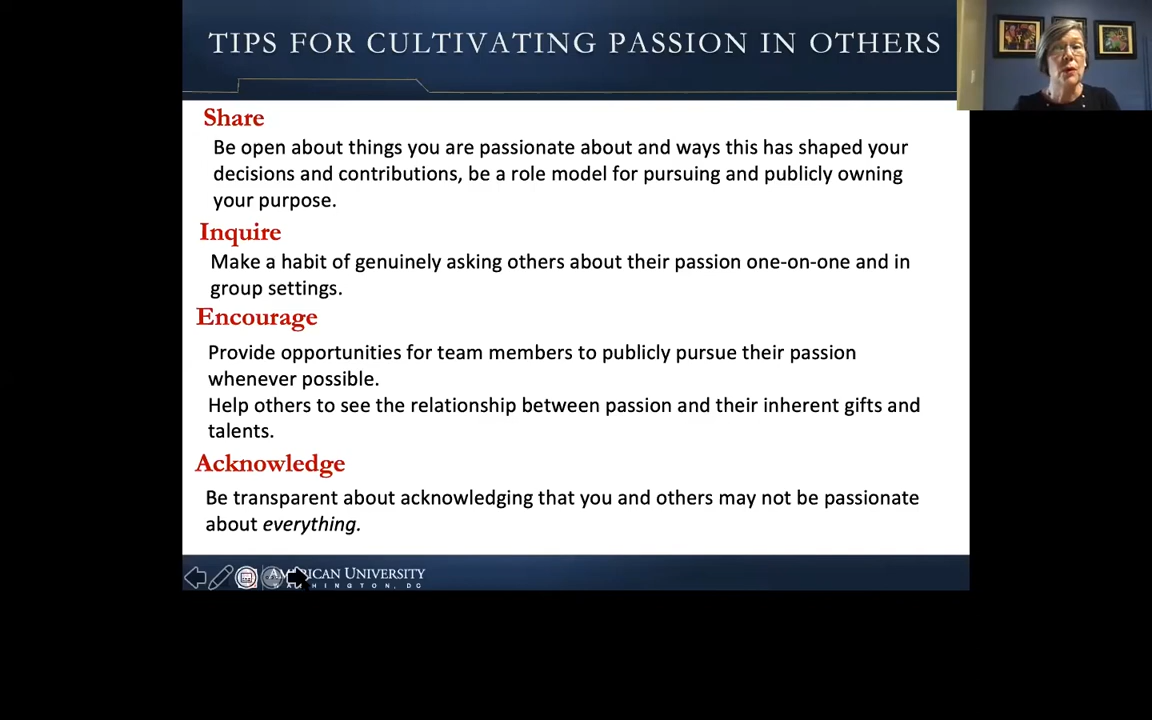 TIPS FOR CULTIVATING PASSION IN OTHERS
Share
Be open about things you are passionate about and ways this has shaped your
decisions and contributions, be a role model for pursuing and publicly owning
your purpose.
Inquire
Make a habit of genuinely asking others about their passion one-on-one and in
group settings.
Encourage
Provide opportunities for team members to publicly pursue their passion
whenever possible.
Help others to see the relationship between passion and their inherent gifts and
talents.
Acknowledge
Be transparent about acknowledging that you and others may not be passionate
about everything.
AMERICAN UNIVERSITY
WASHINGTON, DC